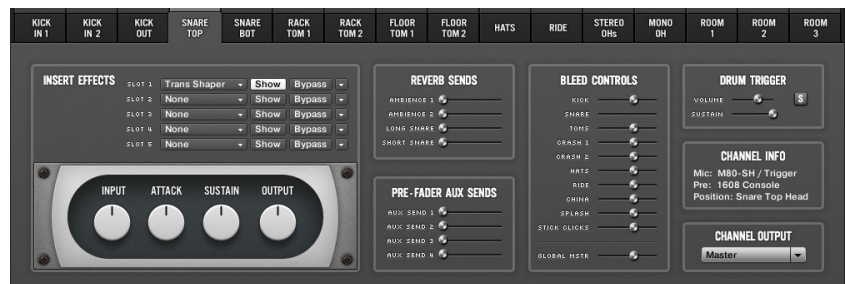 KICK IN 1
KICK IN 2
KICK OUT
SNARE TOP
SNARE BOT
RACK TOM 1
RACK TOM 2
FLOOR TOM 1
FLOOR TOM 2
HATS
RIDE
STEREO OHs
MONO OH
ROOM 1
ROOM 2
ROOM 3
INSERT EFFECTS
SLOT 1 Trans Shaper Show Bypass
SLOT 2 None Show Bypass
SLOT 3 None Show Bypass
SLOT 4 None Show Bypass
SLOT 5 None Show Bypass
INPUT ATTACK SUSTAIN OUTPUT
REVERB SENDS
AMBIENCE 1
AMBIENCE 2
LONG SNARE
SHORT SNARE
PRE-FADER AUX SENDS
AUX SEND 1
AUX SEND 2
AUX SEND 3
AUX SEND 4
BLEED CONTROLS
KICK
SNARE
TOMS
CRASH 1
CRASH 2
HATS
RIDE
CHINA
SPLASH
STICK CLICKS
GLOBAL MSTR
DRUM TRIGGER
VOLUME S
SUSTAIN
CHANNEL INFO
Mic: M80-SH / Trigger
Pre: 1608 Console
Position: Snare Top Head
CHANNEL OUTPUT
Master